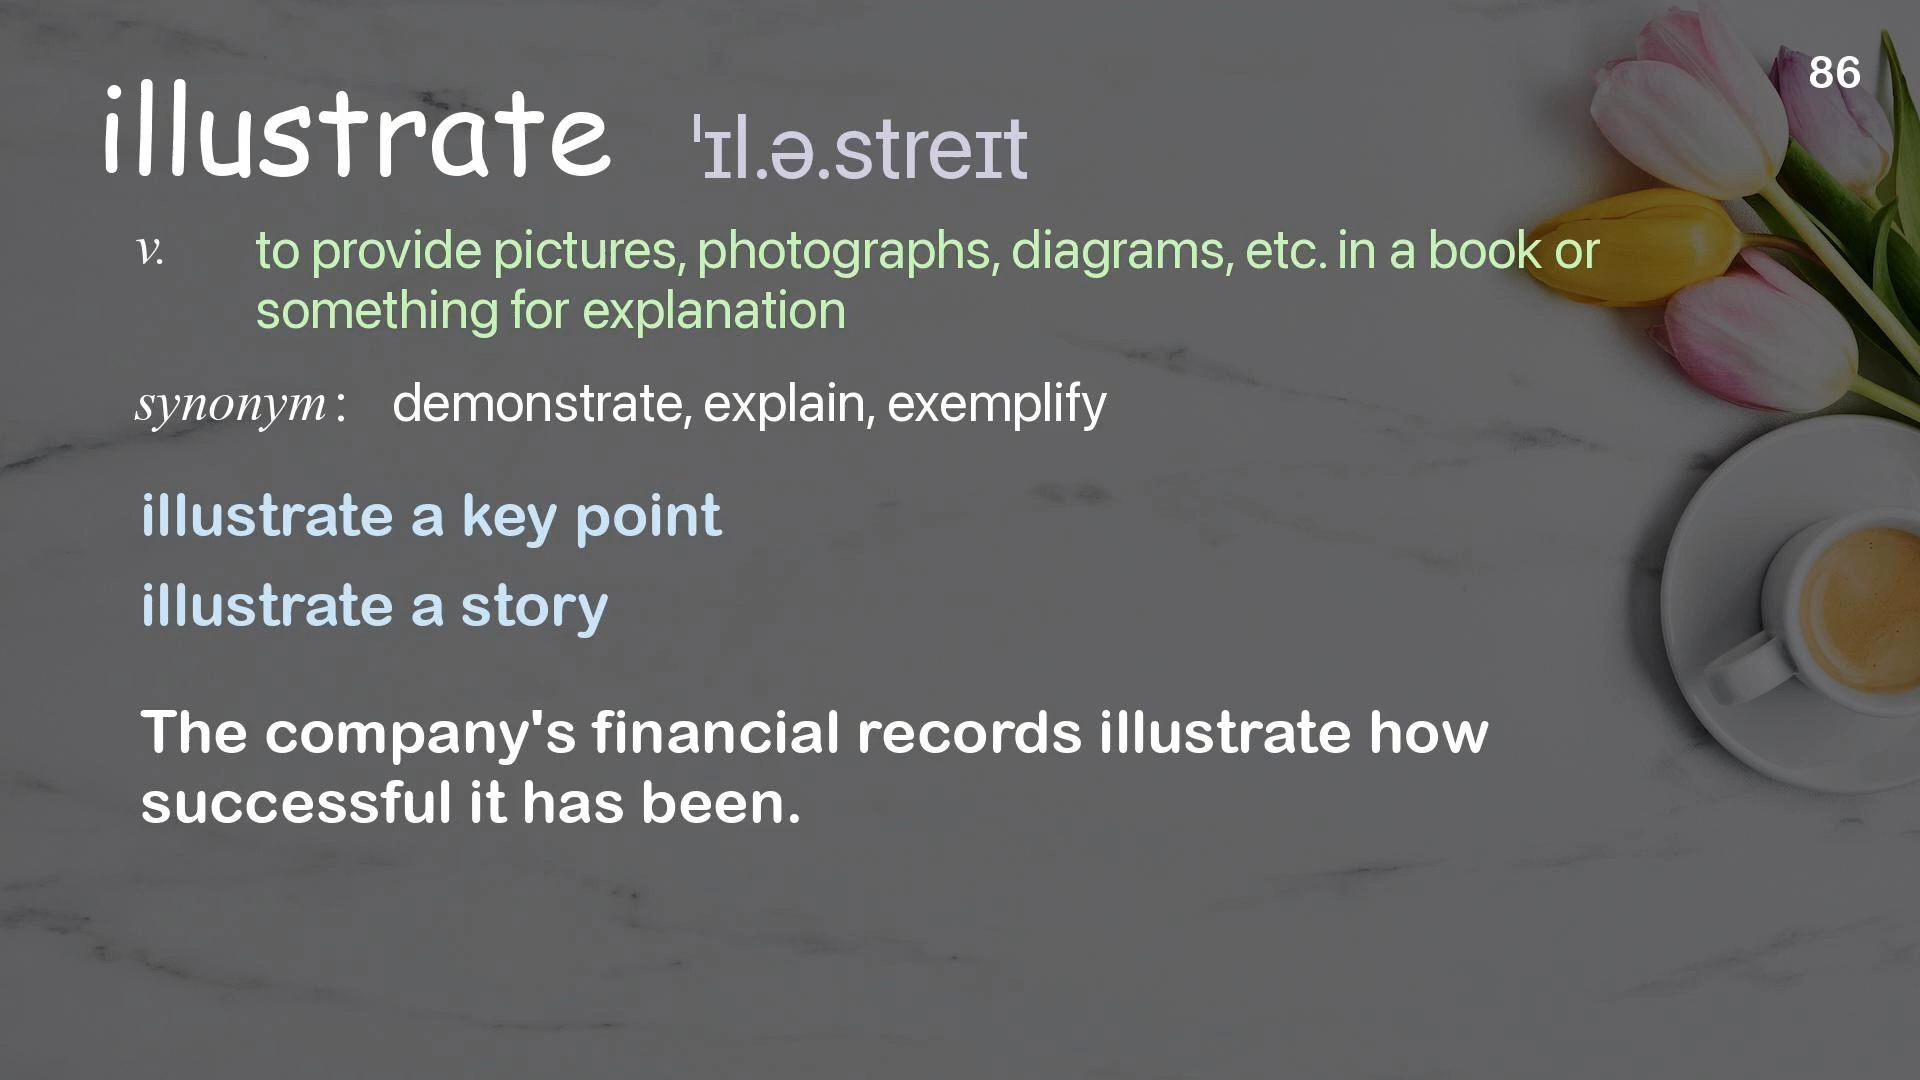 86
illustrate ˈɪl.ə.streɪt
v. to provide pictures, photographs, diagrams, etc. in a book or
something for explanation
synonym: demonstrate, explain, exemplify
illustrate a key point
illustrate a story
The company's financial records illustrate how
successful it has been.